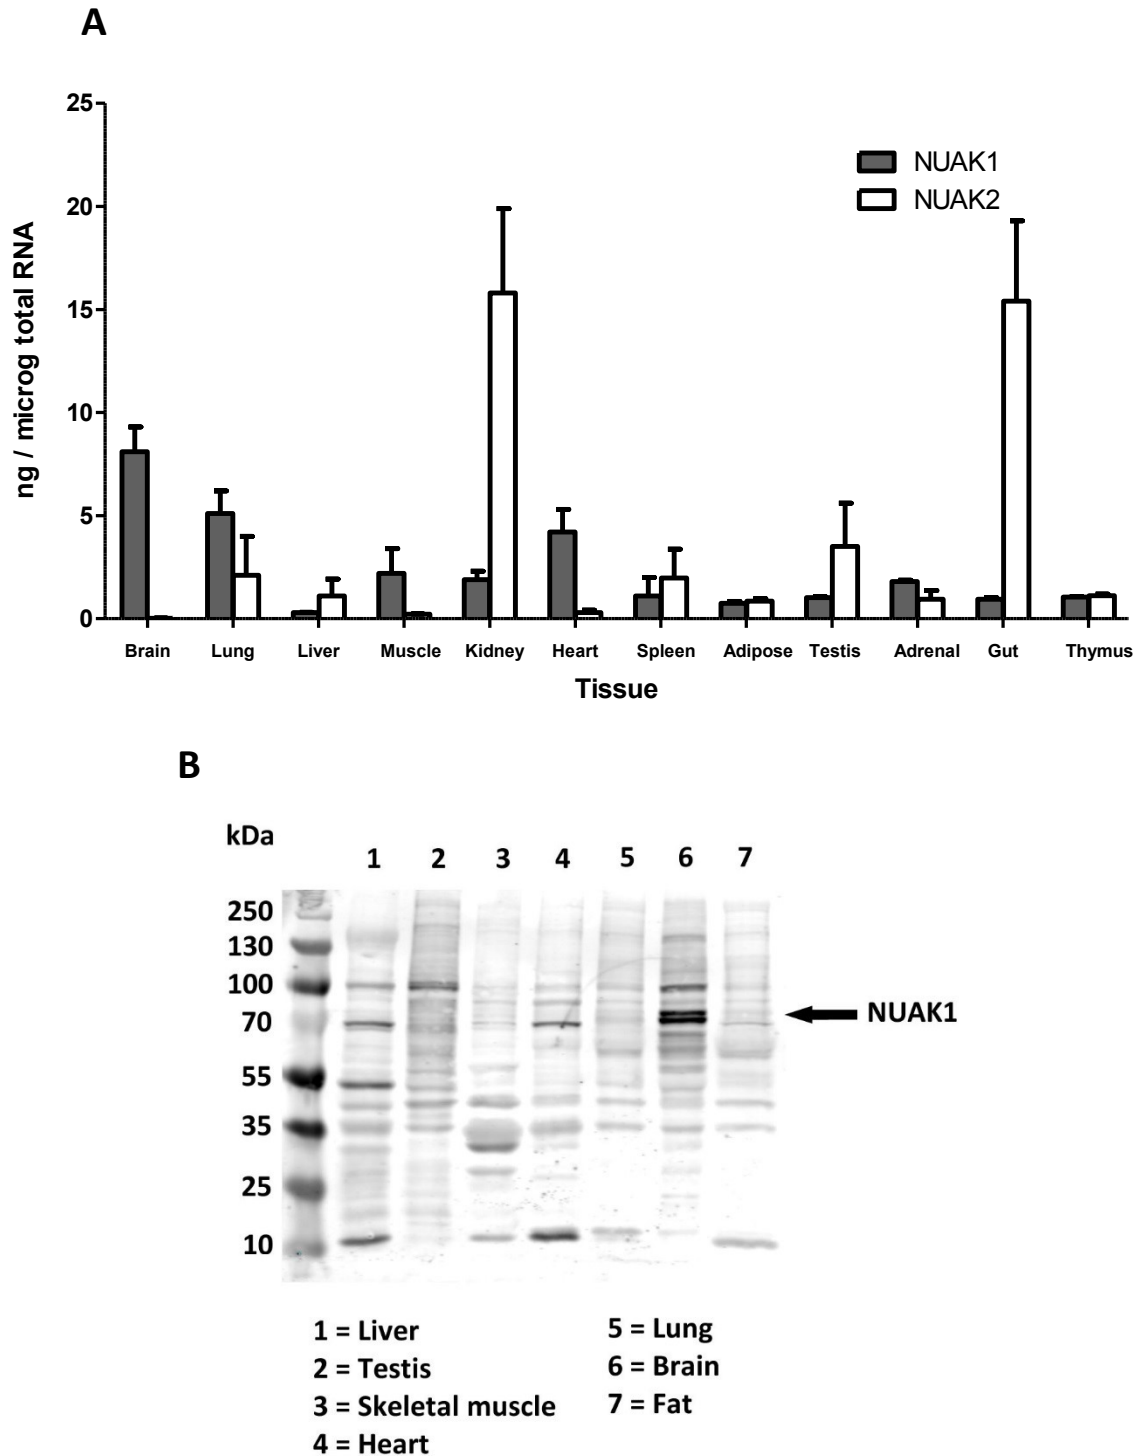 A
25
20
15
10
5
0
ng / microg total RNA
NUAK1
NUAK2
Brain Lung Liver Muscle Kidney Heart Spleen Adipose Testis Adrenal Gut Thymus
Tissue
B
kDa
1 2 3 4 5 6 7
250
130
100
70
55
35
25
10
NUAK1
1 = Liver
2 = Testis
3 = Skeletal muscle
4 = Heart
5 = Lung
6 = Brain
7 = Fat